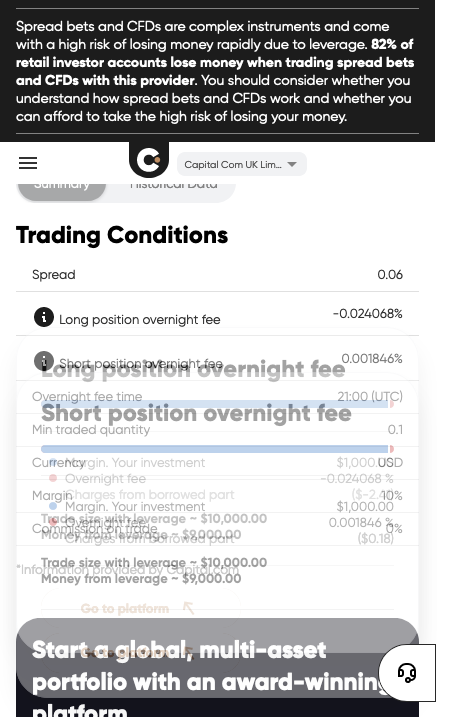 Spread bets and CFDs are complex instruments and come
with a high risk of losing money rapidly due to leverage. 82% of
retail investor accounts lose money when trading spread bets
and CFDs with this provider. You should consider whether you
understand how spread bets and CFDs work and whether you
can afford to take the high risk of losing your money.
Capital Com UK Lim...
Summary Historical Data
Trading Conditions
Spread 0.06
Long position overnight fee -0.024068%
Short position overnight fee 0.001846%
Long position overnight fee
Overnight fee time 21:00 (UTC)
Short position overnight fee
Min traded quantity 0.1
Currency USD
Margin. Your investment $1,000.00
Overnight fee -0.024068 %
Charges from borrowed part
Margin 10%
Margin. Your investment $1,000.00
Trade size with leverage ~ $10,000.00
Overnight fee 0.001846 %
Commission on trade 0%
Money from leverage ~ $9,000.00
Charges from borrowed part ($0.18)
Trade size with leverage ~ $10,000.00
*Information provided by Capital.com
Money from leverage ~ $9,000.00
Go to platform
Start a global, multi-asset
Go to platform
portfolio with an award-winning
platform